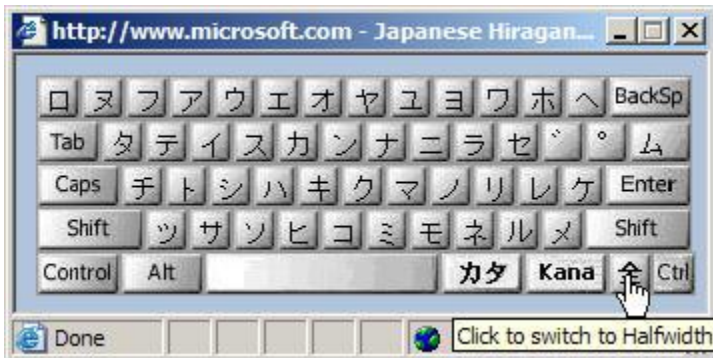 http://www.microsoft.com - Japanese Hiragan...
ロ ヌ フ ア ウ エ オ ヤ ユ ヨ ワ ホ ヘ BackSp
Tab タ テ イ ス カ ン ナ ニ ラ セ ゛ ゜ ム
Caps チ ト シ ハ キ ク マ ノ リ レ ケ Enter
Shift ツ サ ソ ヒ コ ミ モ ネ ル メ Shift
Control Alt カタ Kana 全 Ctrl
Done
Click to switch to Halfwidth